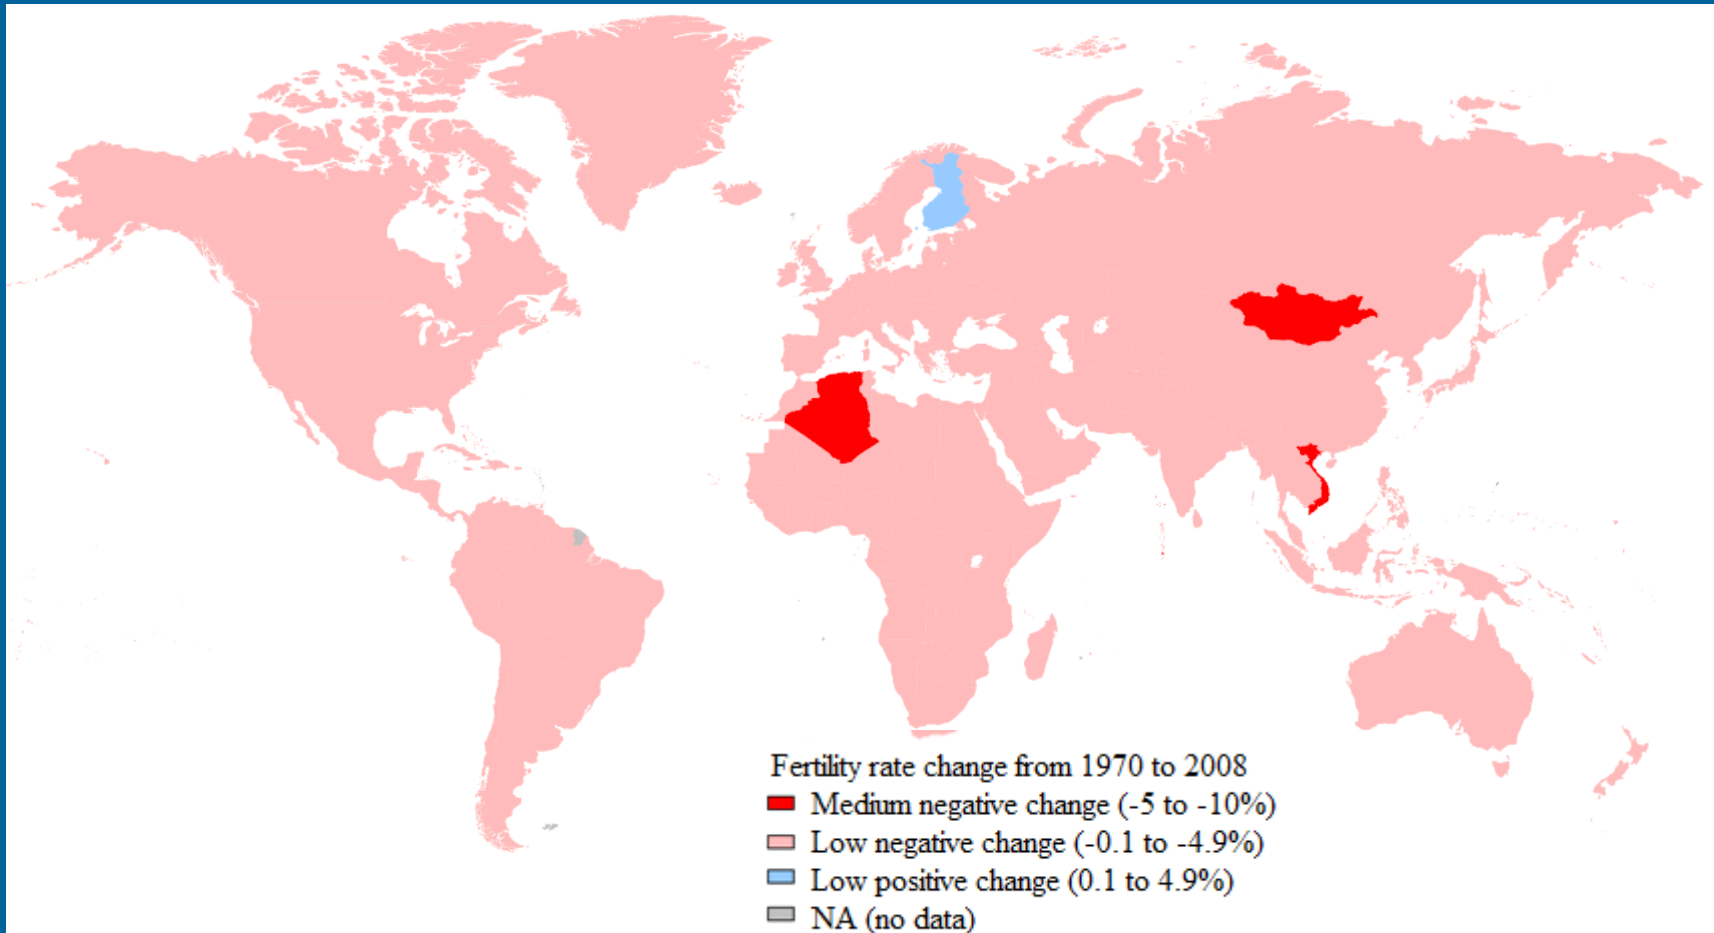 Fertility rate change from 1970 to 2008
Medium negative change (-5 to -10%)
Low negative change (-0.1 to -4.9%)
Low positive change (0.1 to 4.9%)
NA (no data)